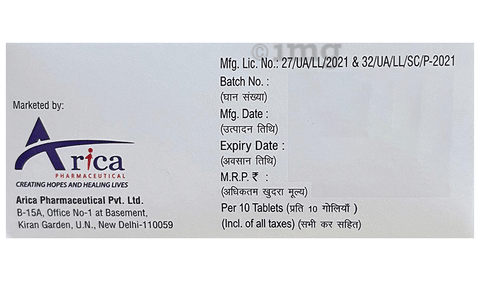 Mfg. Lic. No.: 27/UA/LL/2021 & 32/UA/LL/SC/P-2021
Batch No. :
(घान संख्या)
Mfg. Date :
(उत्पादन तिथि)
Expiry Date :
(अवसान तिथि)
M.R.P. ₹ :
(अधिकतम खुदरा मूल्य)
Per 10 Tablets (प्रति 10 गोलियाँ)
(Incl. of all taxes) (सभी कर सहित)
Marketed by:
Arica
PHARMACEUTICAL
CREATING HOPES AND HEALING LIVES
Arica Pharmaceutical Pvt. Ltd.
B-15A, Office No-1 at Basement,
Kiran Garden, U.N., New Delhi-110059